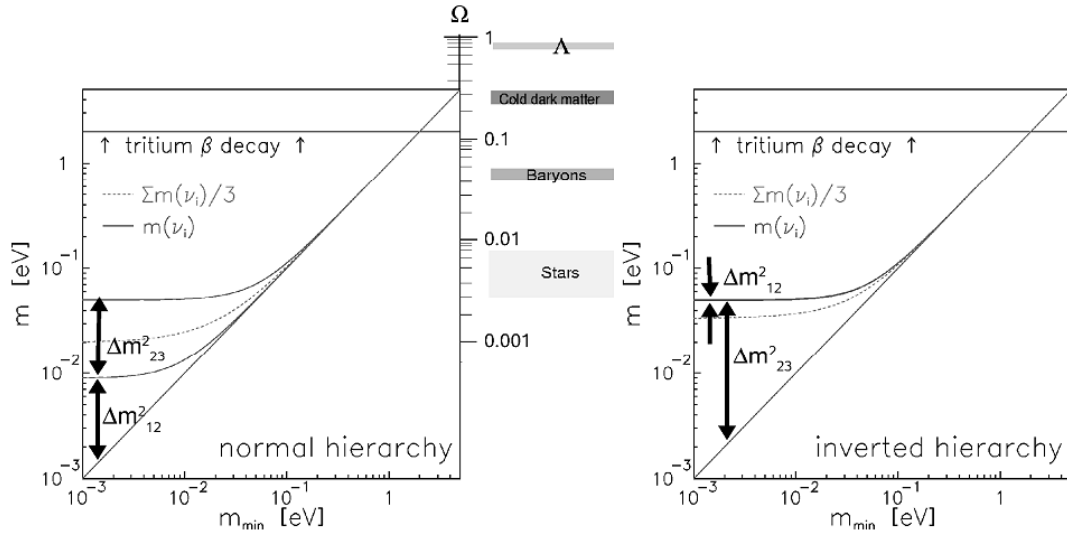 Ω
1
Λ
Cold dark matter
0.1
Baryons
0.01
Stars
0.001
↑ tritium β decay ↑
Σm(νᵢ)/3
m(νᵢ)
m [eV]
1
10⁻¹
10⁻²
10⁻³
Δm²₂₃
Δm²₁₂
normal hierarchy
10⁻³ 10⁻² 10⁻¹ 1
m_min [eV]
↑ tritium β decay ↑
Σm(νᵢ)/3
m(νᵢ)
m [eV]
1
10⁻¹
10⁻²
10⁻³
Δm²₁₂
Δm²₂₃
inverted hierarchy
10⁻³ 10⁻² 10⁻¹ 1
m_min [eV]